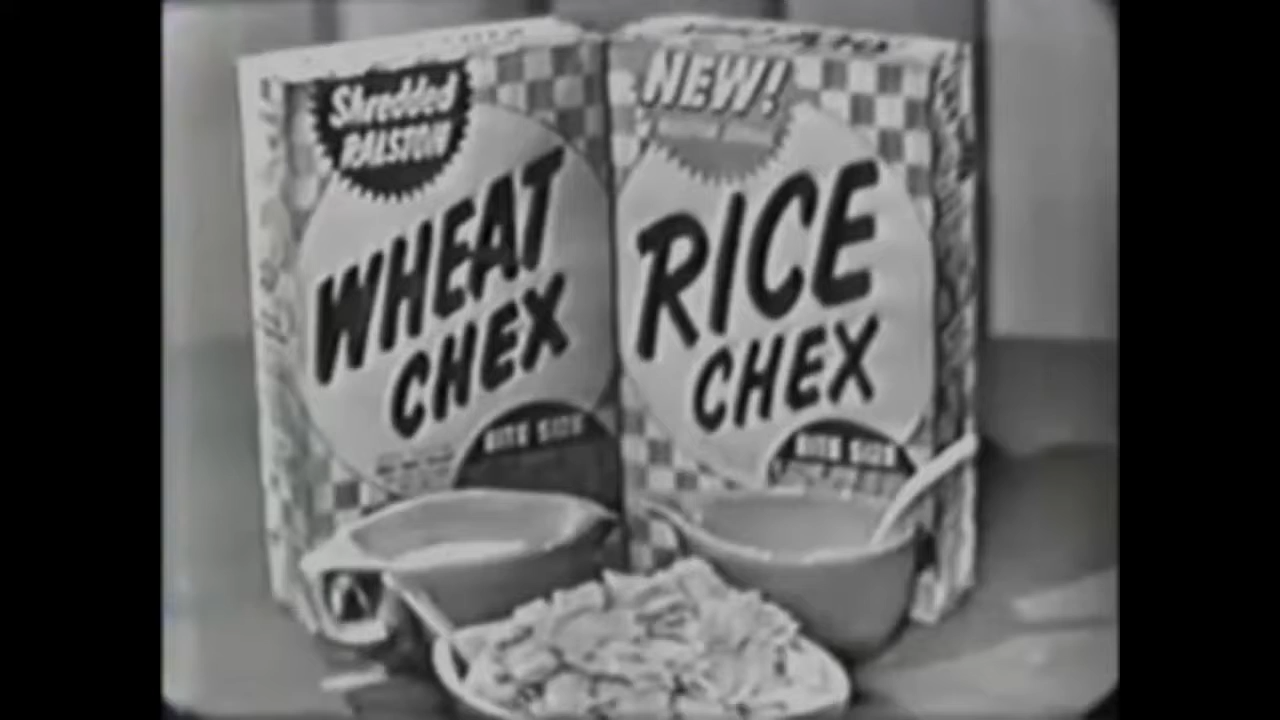 Shredded
RALSTON
WHEAT
CHEX
BITE SIZE
NEW!
RICE
CHEX
BITE SIZE